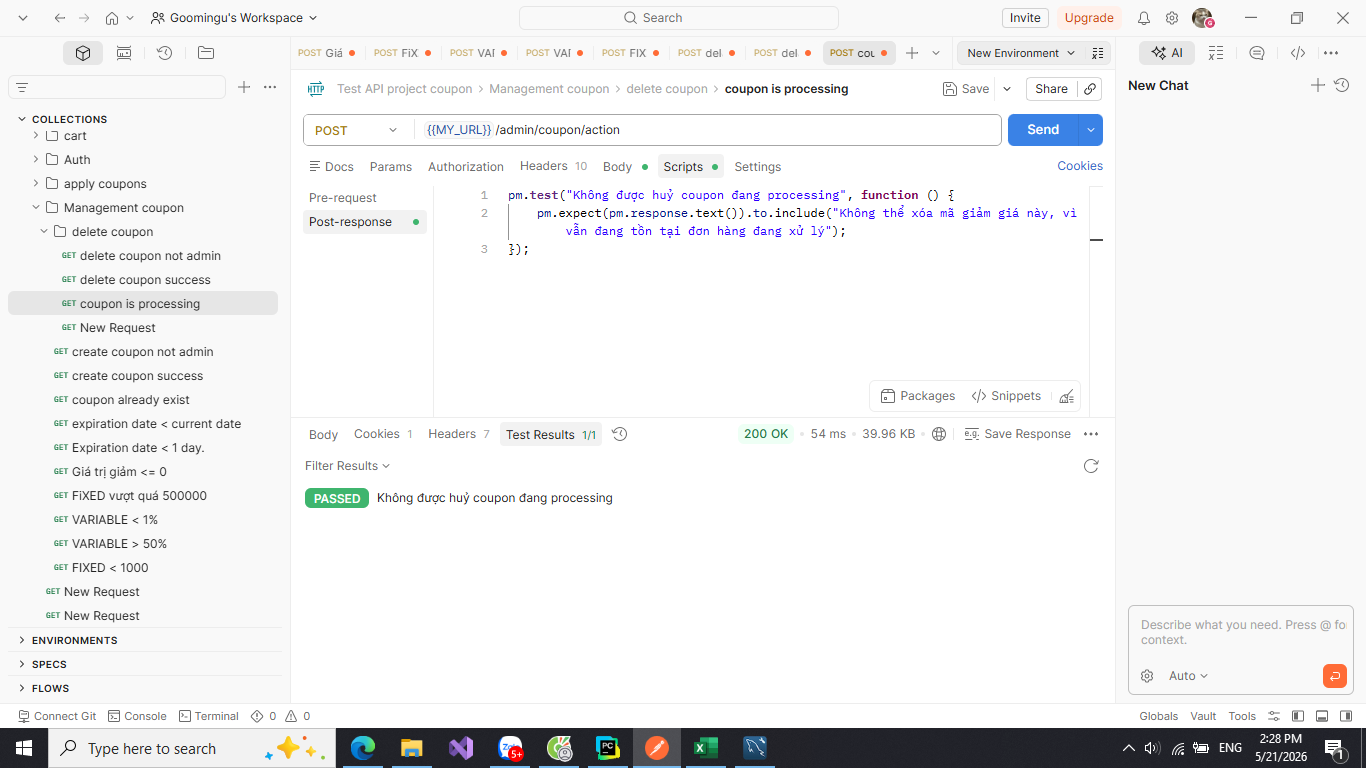 Goomingu's Workspace
Search
Invite
Upgrade
POST Giá
POST FiX
POST VAI
POST VAI
POST FIX
POST del
POST del
POST cou
New Environment
AI
New Chat
HTTP
Test API project coupon > Management coupon > delete coupon > coupon is processing
Save
Share
COLLECTIONS
cart
Auth
apply coupons
Management coupon
delete coupon
GET delete coupon not admin
GET delete coupon success
GET coupon is processing
GET New Request
GET create coupon not admin
GET create coupon success
GET coupon already exist
GET expiration date < current date
GET Expiration date < 1 day.
GET Giá trị giảm <= 0
GET FiXED vượt quá 500000
GET VARIABLE < 1%
GET VARIABLE > 50%
GET FIXED < 1000
GET New Request
GET New Request
ENVIRONMENTS
SPECS
FLOWS
POST
{{MY_URL}} /admin/coupon/action
Send
Docs
Params
Authorization
Headers 10
Body
Scripts
Settings
Cookies
Pre-request
Post-response
1 pm.test("Không được huỷ coupon đang processing", function () {
2 pm.expect(pm.response.text()).to.include("Không thể xóa mã giảm giá này, vì
vẫn đang tồn tại đơn hàng đang xử lý");
3 });
Packages
Snippets
Body
Cookies 1
Headers 7
Test Results 1/1
200 OK
54 ms
39.96 KB
e.g. Save Response
Filter Results
PASSED Không được huỷ coupon đang processing
Describe what you need. Press @ for
context.
Auto
Connect Git
Console
Terminal
0
0
Globals
Vault
Tools
Type here to search
Zalo
5+
PC
ENG
2:28 PM
5/21/2026
1